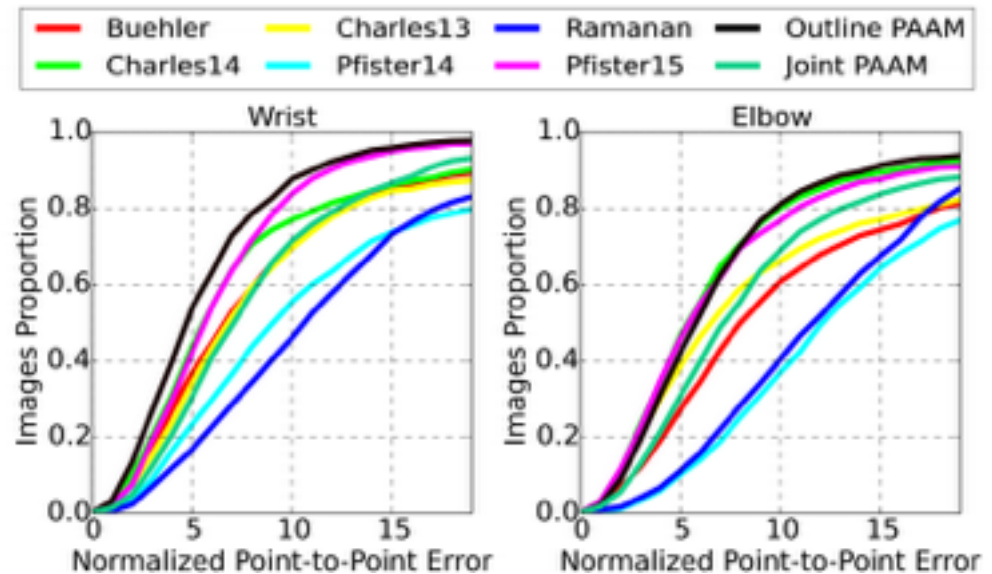 Buehler Charles13 Ramanan Outline PAAM
Charles14 Pfister14 Pfister15 Joint PAAM
Wrist
1.0
0.8
0.6
0.4
0.2
0.0
0 5 10 15
Images Proportion
Normalized Point-to-Point Error
Elbow
1.0
0.8
0.6
0.4
0.2
0.0
0 5 10 15
Images Proportion
Normalized Point-to-Point Error